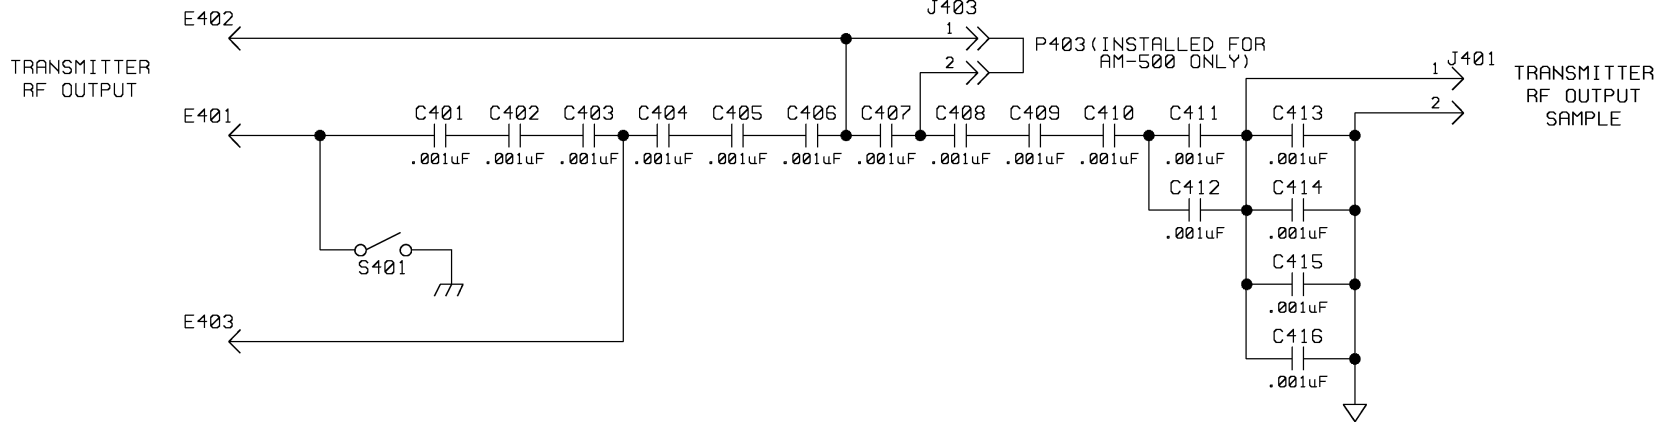 E402
J403
1
P403(INSTALLED FOR
AM-500 ONLY)
2
TRANSMITTER
RF OUTPUT
J401
1
2
TRANSMITTER
RF OUTPUT
SAMPLE
E401
C401 C402 C403 C404 C405 C406 C407 C408 C409 C410 C411 C413
.001uF .001uF .001uF .001uF .001uF .001uF .001uF .001uF .001uF .001uF .001uF .001uF
C412 C414
.001uF .001uF
S401
C415
.001uF
E403
C416
.001uF